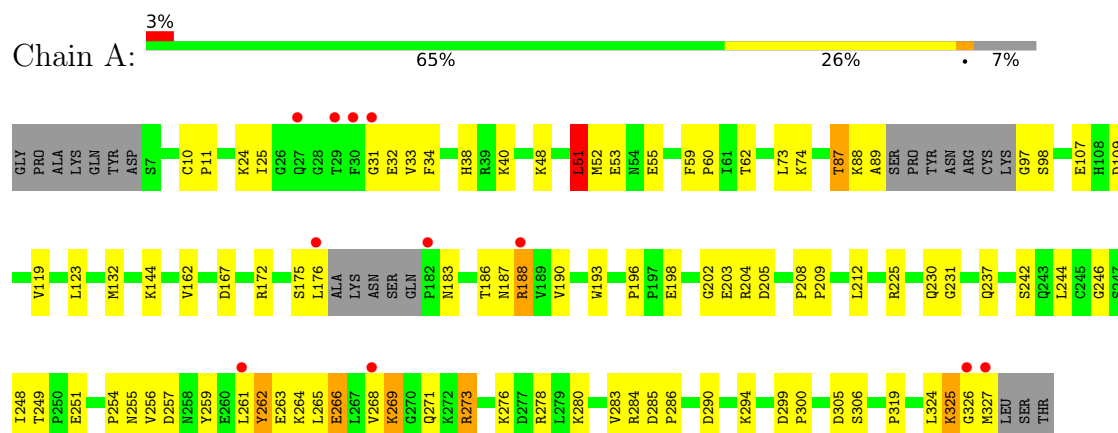 3%
Chain A:
65% 26% • 7%
GLY PRO ALA LYS GLN TYR ASP S7 C10 P11 K24 I25 G26 Q27 G28 T29 F30 G31 E32 V33 F34 H38 R39 K40 K48 L51 M52 E53 N54 E55 F59 P60 I61 T62 L73 K74 T87 K88 A89 SER PRO TYR ASN ARG CYS LYS G97 S98 E107 H108 D109
V119 L123 M132 K144 V162 D167 R172 S175 L176 ALA LYS ASN SER GLN P182 N183 T186 N187 R188 V189 V190 W193 P196 P197 E198 G202 E203 R204 D205 P208 P209 L212 R225 Q230 G231 Q237 S242 Q243 L244 C245 G246 S247
I248 T249 P250 E251 P254 N255 V256 D257 N258 Y259 E260 L261 Y262 E263 K264 L265 E266 L267 V268 K269 G270 Q271 K272 R273 K276 D277 R278 L279 K280 V283 R284 D285 P286 D290 K294 D299 P300 D305 S306 P319 L324 K325 G326 M327 LEU SER THR